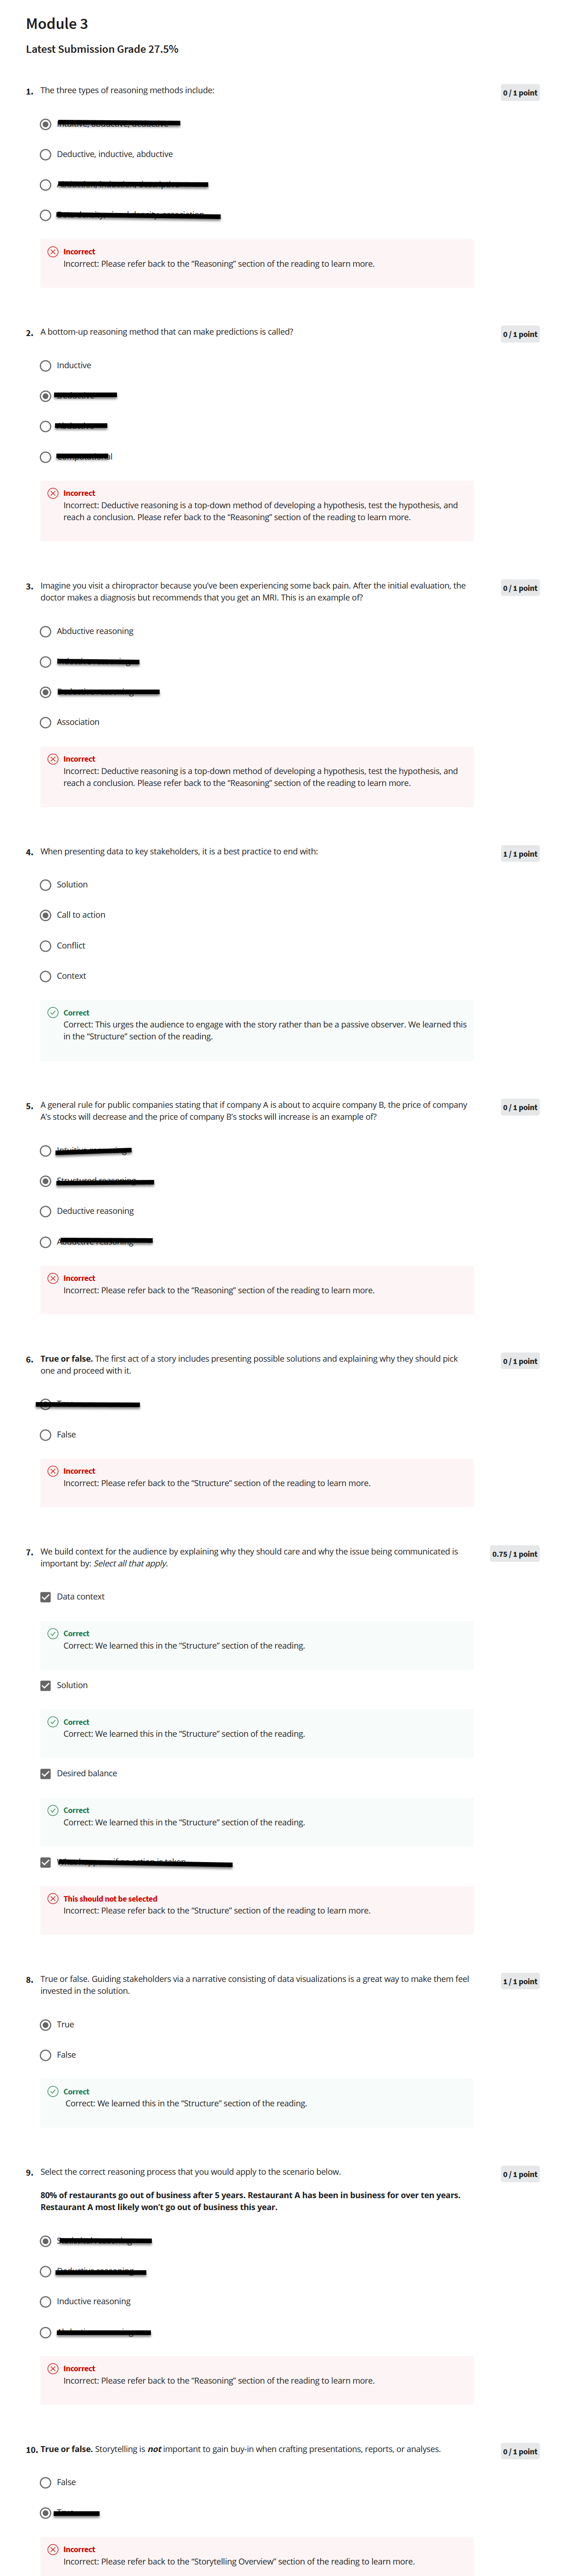 Module 3
Latest Submission Grade 27.5%
1. The three types of reasoning methods include:
0 / 1 point
Deductive, inductive, abductive
Incorrect
Incorrect: Please refer back to the “Reasoning” section of the reading to learn more.
2. A bottom-up reasoning method that can make predictions is called?
0 / 1 point
Inductive
Incorrect
Incorrect: Deductive reasoning is a top-down method of developing a hypothesis, test the hypothesis, and
reach a conclusion. Please refer back to the “Reasoning” section of the reading to learn more.
3. Imagine you visit a chiropractor because you’ve been experiencing some back pain. After the initial evaluation, the
doctor makes a diagnosis but recommends that you get an MRI. This is an example of?
0 / 1 point
Abductive reasoning
Association
Incorrect
Incorrect: Deductive reasoning is a top-down method of developing a hypothesis, test the hypothesis, and
reach a conclusion. Please refer back to the “Reasoning” section of the reading to learn more.
4. When presenting data to key stakeholders, it is a best practice to end with:
1 / 1 point
Solution
Call to action
Conflict
Context
Correct
Correct: This urges the audience to engage with the story rather than be a passive observer. We learned this
in the “Structure” section of the reading.
5. A general rule for public companies stating that if company A is about to acquire company B, the price of company
A’s stocks will decrease and the price of company B’s stocks will increase is an example of?
0 / 1 point
Deductive reasoning
Incorrect
Incorrect: Please refer back to the “Reasoning” section of the reading to learn more.
6. True or false. The first act of a story includes presenting possible solutions and explaining why they should pick
one and proceed with it.
0 / 1 point
False
Incorrect
Incorrect: Please refer back to the “Structure” section of the reading to learn more.
7. We build context for the audience by explaining why they should care and why the issue being communicated is
important by: Select all that apply.
0.75 / 1 point
Data context
Correct
Correct: We learned this in the “Structure” section of the reading.
Solution
Correct
Correct: We learned this in the “Structure” section of the reading.
Desired balance
Correct
Correct: We learned this in the “Structure” section of the reading.
This should not be selected
Incorrect: Please refer back to the “Structure” section of the reading to learn more.
8. True or false. Guiding stakeholders via a narrative consisting of data visualizations is a great way to make them feel
invested in the solution.
1 / 1 point
True
False
Correct
Correct: We learned this in the “Structure” section of the reading.
9. Select the correct reasoning process that you would apply to the scenario below.
0 / 1 point
80% of restaurants go out of business after 5 years. Restaurant A has been in business for over ten years.
Restaurant A most likely won’t go out of business this year.
Inductive reasoning
Incorrect
Incorrect: Please refer back to the “Reasoning” section of the reading to learn more.
10. True or false. Storytelling is not important to gain buy-in when crafting presentations, reports, or analyses.
0 / 1 point
False
Incorrect
Incorrect: Please refer back to the “Storytelling Overview” section of the reading to learn more.